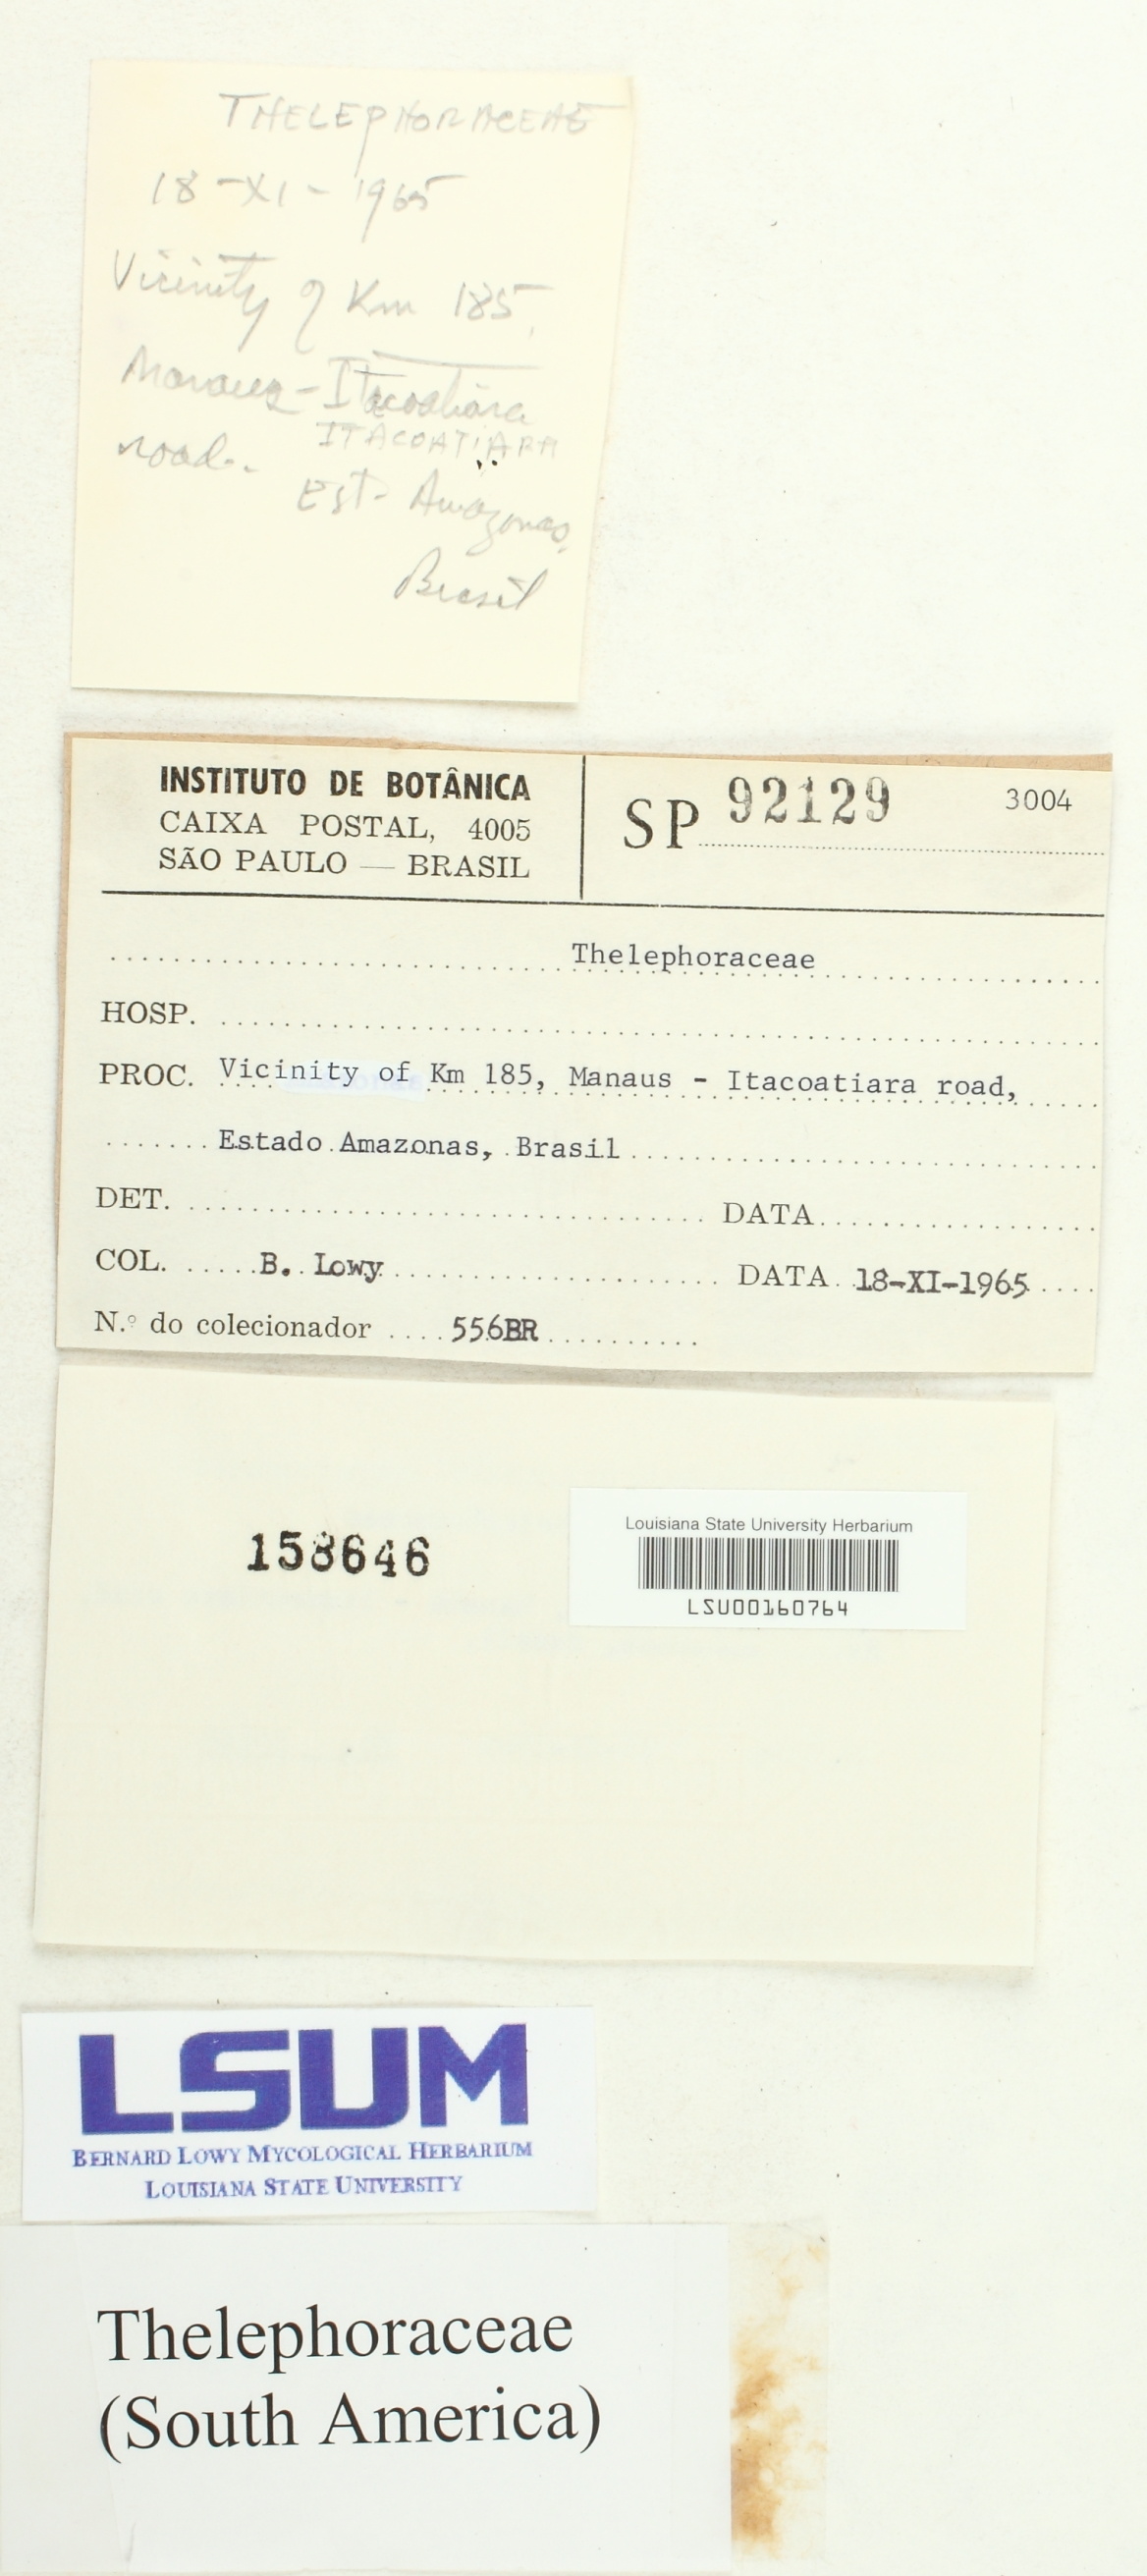 THELEPHORACEAE
18-XI-1965
Vicinity of Km 185,
Manaus-Itacoatiara
ITACOATIARA
road.
Est. Amazonas,
Brasil
INSTITUTO DE BOTÂNICA
CAIXA POSTAL, 4005
SÃO PAULO — BRASIL
SP 92129 3004
Thelephoraceae
HOSP.
PROC. Vicinity of Km 185, Manaus - Itacoatiara road,
Estado Amazonas, Brasil
DET. DATA
COL. B. Lowy DATA 18-XI-1965
N.º do colecionador 556BR
158646
Louisiana State University Herbarium
LSU00160764
LSUM
BERNARD LOWY MYCOLOGICAL HERBARIUM
LOUISIANA STATE UNIVERSITY
Thelephoraceae
(South America)